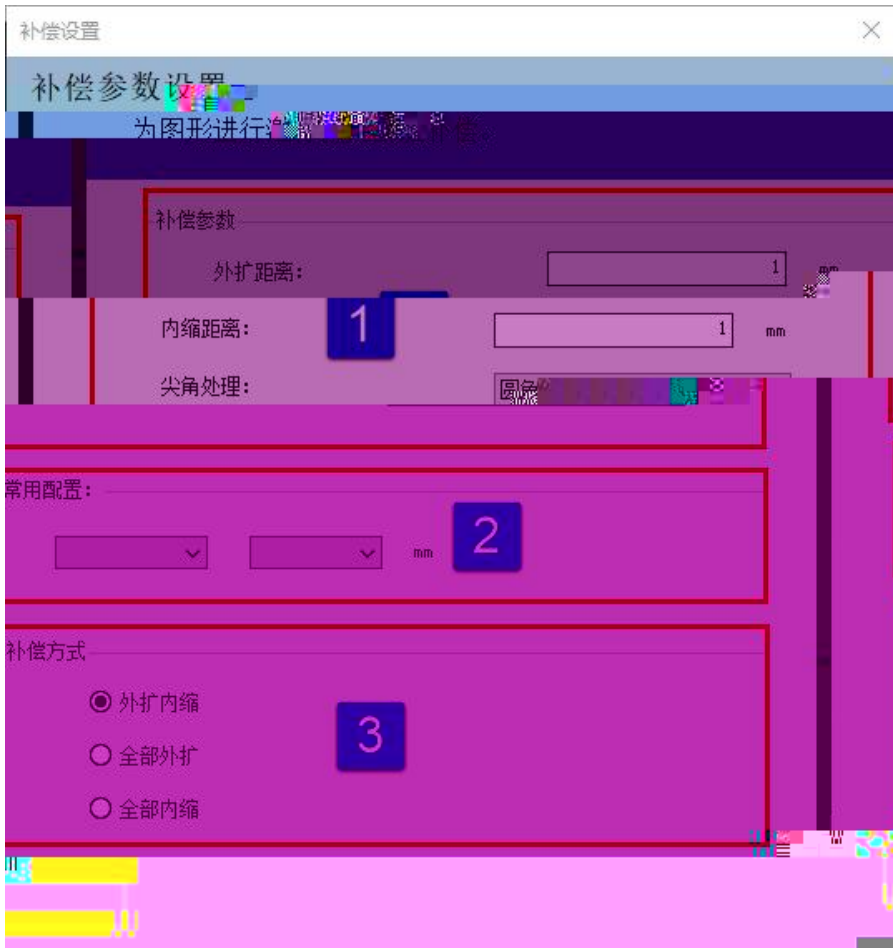 补偿设置
补偿参数设置
为图形进行
补偿参数
外扩距离: 1 mm
内缩距离: 1 mm
1
尖角处理: 圆角
常用配置:
mm
2
补偿方式
外扩内缩
全部外扩
3
全部内缩